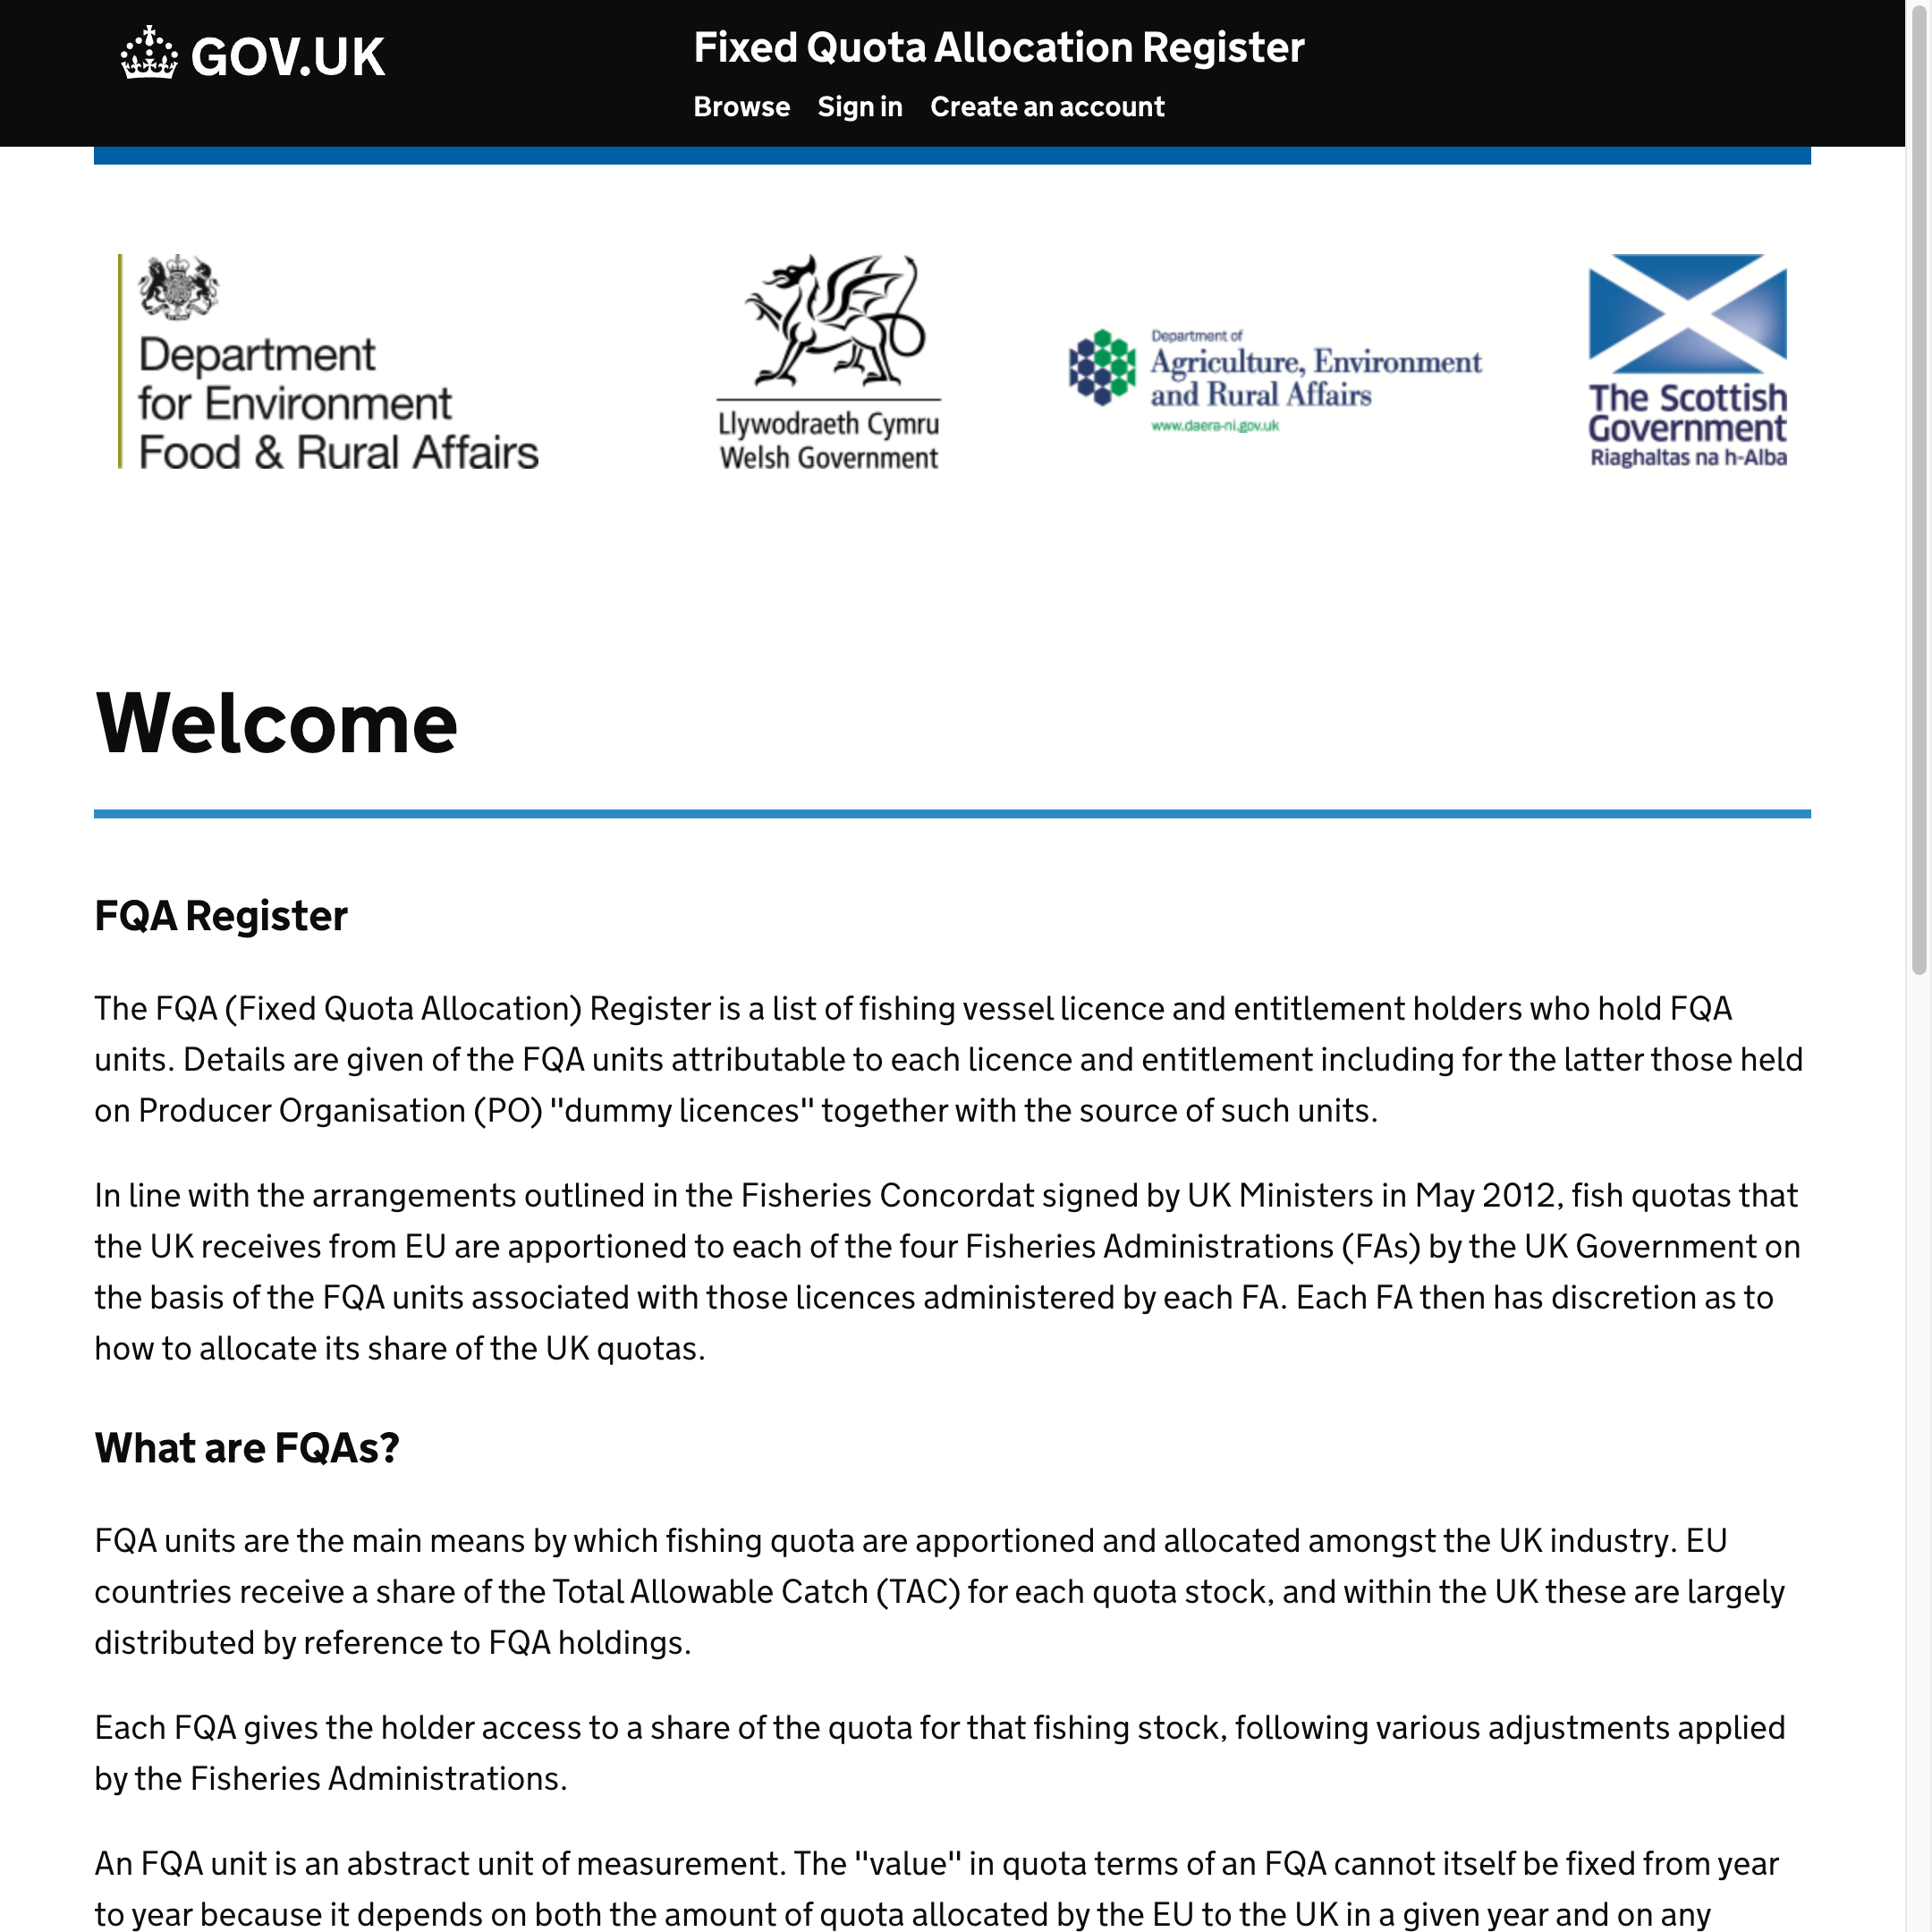 GOV.UK
Fixed Quota Allocation Register
Browse Sign in Create an account
Department
for Environment
Food & Rural Affairs
Llywodraeth Cymru
Welsh Government
Department of
Agriculture, Environment
and Rural Affairs
www.daera-ni.gov.uk
The Scottish
Government
Riaghaltas na h-Alba
Welcome
FQA Register
The FQA (Fixed Quota Allocation) Register is a list of fishing vessel licence and entitlement holders who hold FQA
units. Details are given of the FQA units attributable to each licence and entitlement including for the latter those held
on Producer Organisation (PO) "dummy licences" together with the source of such units.
In line with the arrangements outlined in the Fisheries Concordat signed by UK Ministers in May 2012, fish quotas that
the UK receives from EU are apportioned to each of the four Fisheries Administrations (FAs) by the UK Government on
the basis of the FQA units associated with those licences administered by each FA. Each FA then has discretion as to
how to allocate its share of the UK quotas.
What are FQAs?
FQA units are the main means by which fishing quota are apportioned and allocated amongst the UK industry. EU
countries receive a share of the Total Allowable Catch (TAC) for each quota stock, and within the UK these are largely
distributed by reference to FQA holdings.
Each FQA gives the holder access to a share of the quota for that fishing stock, following various adjustments applied
by the Fisheries Administrations.
An FQA unit is an abstract unit of measurement. The "value" in quota terms of an FQA cannot itself be fixed from year
to year because it depends on both the amount of quota allocated by the EU to the UK in a given year and on any